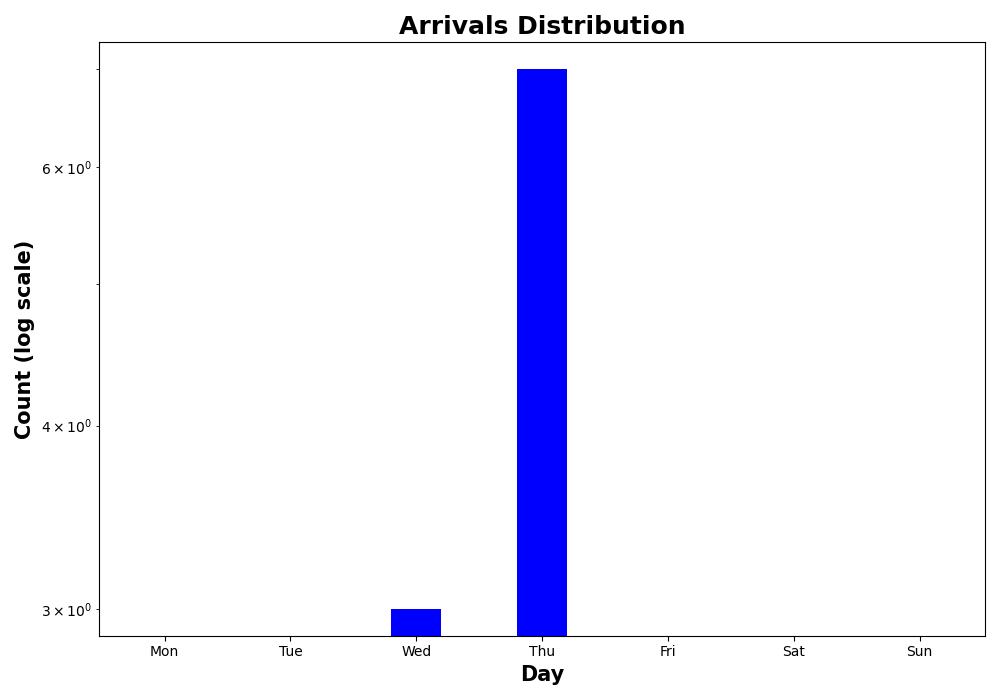 Arrivals Distribution
Count (log scale)
6 × 10⁰
4 × 10⁰
3 × 10⁰
Mon Tue Wed Thu Fri Sat Sun
Day